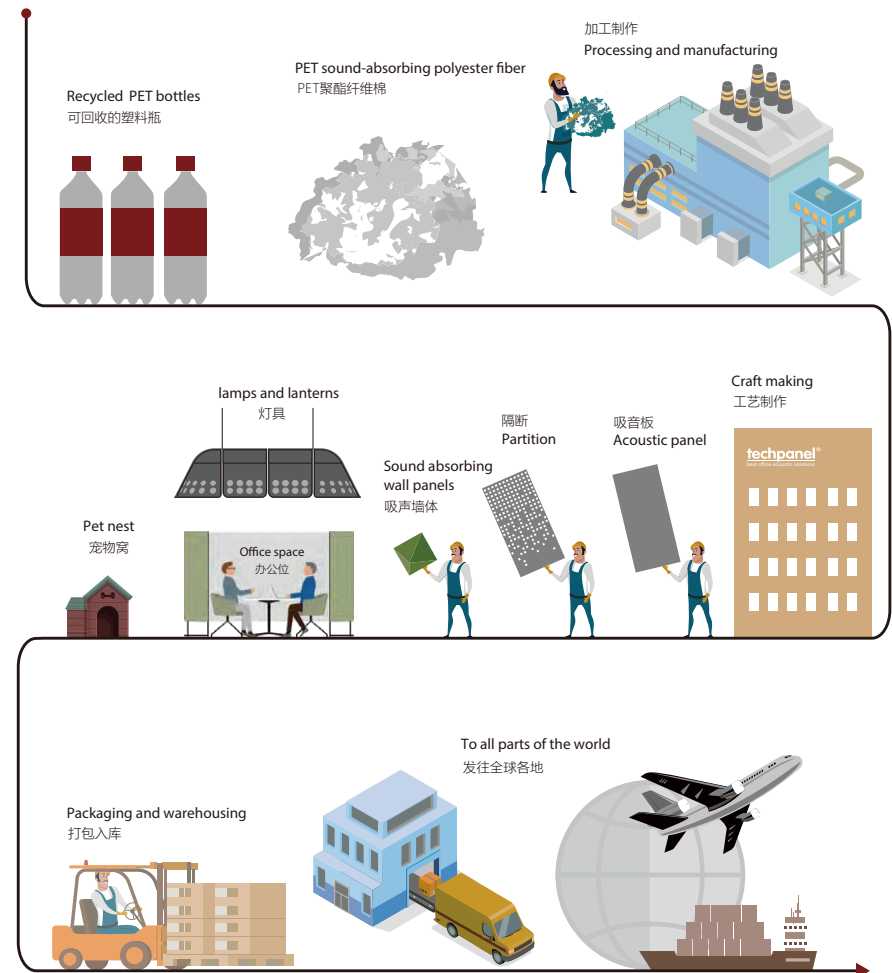 Recycled PET bottles
可回收的塑料瓶
PET sound-absorbing polyester fiber
PET聚酯纤维棉
加工制作
Processing and manufacturing
Craft making
工艺制作
techpanel®
best office acoustic solutions
吸音板
Acoustic panel
隔断
Partition
Sound absorbing
wall panels
吸声墙体
lamps and lanterns
灯具
Office space
办公位
Pet nest
宠物窝
Packaging and warehousing
打包入库
To all parts of the world
发往全球各地